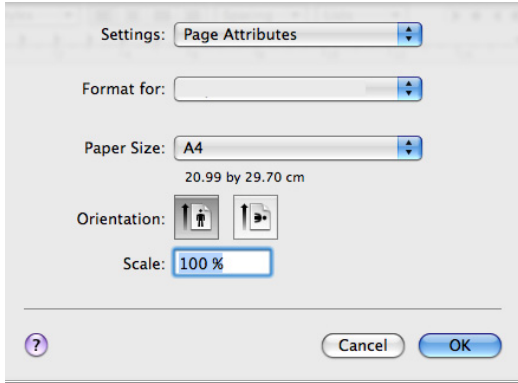 Settings: Page Attributes
Format for:
Paper Size: A4
20.99 by 29.70 cm
Orientation:
Scale: 100 %
?
Cancel OK